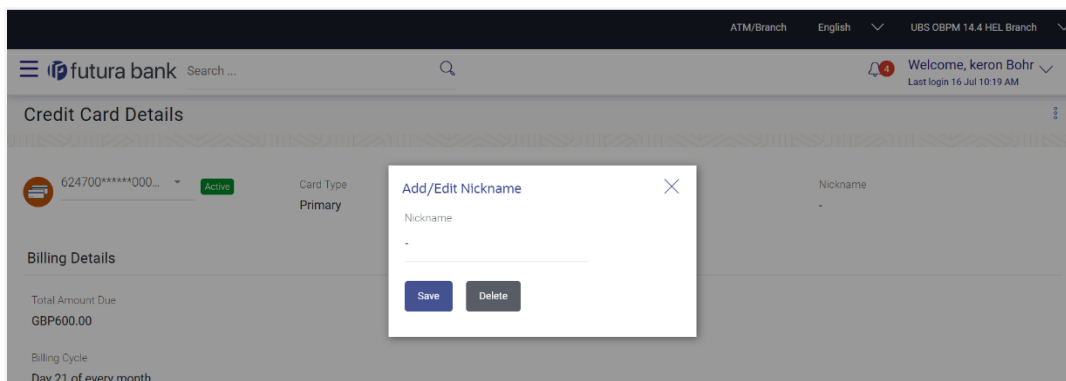 ATM/Branch English UBS OBPM 14.4 HEL Branch
futura bank Search ... 4 Welcome, keron Bohr
Last login 16 Jul 10:19 AM
Credit Card Details
624700******000... Active
Card Type
Primary
Add/Edit Nickname
Nickname
-
Save Delete
Nickname
-
Billing Details
Total Amount Due
GBP600.00
Billing Cycle
Day 21 of every month